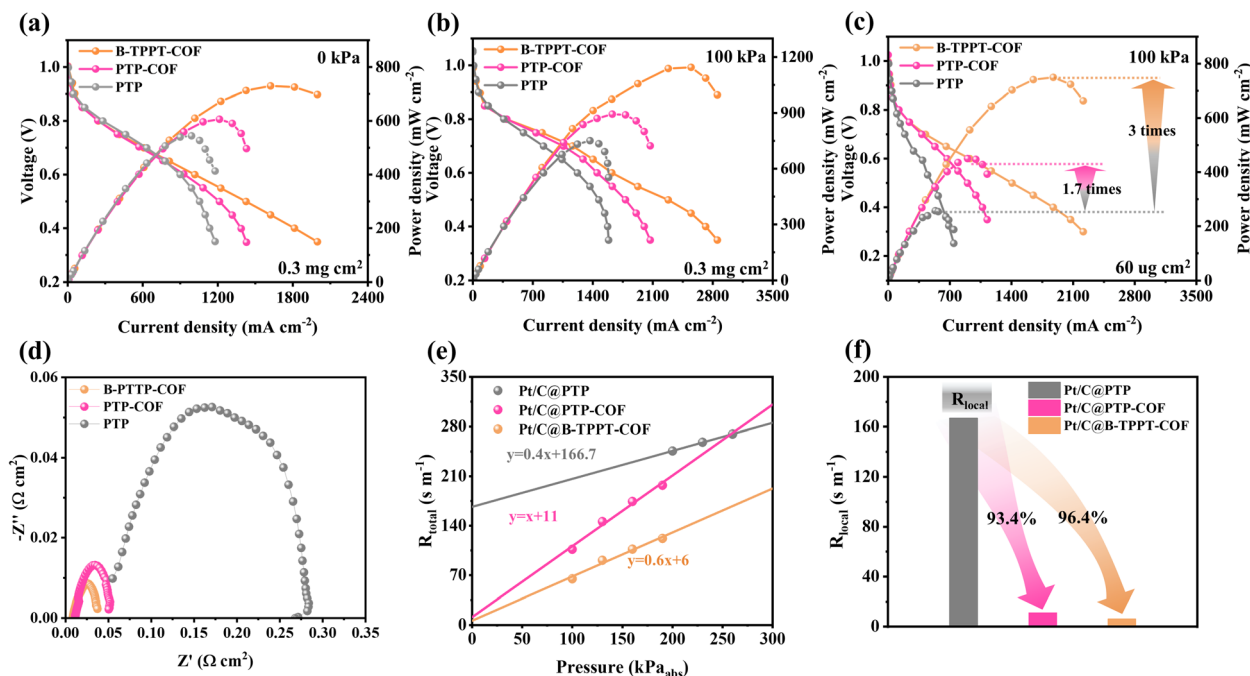 (a)
B-TPPT-COF
PTP-COF
PTP
0 kPa
1.0
0.8
0.6
0.4
0.2
Voltage (V)
800
700
600
500
400
300
200
100
0
Power density (mW cm-2)
0 600 1200 1800 2400
Current density (mA cm-2)
0.3 mg cm2
(b)
B-TPPT-COF
PTP-COF
PTP
100 kPa
1.0
0.8
0.6
0.4
0.2
Voltage (V)
1200
900
600
300
0
Power density (mW cm-2)
0 700 1400 2100 2800 3500
Current density (mA cm-2)
0.3 mg cm2
(c)
B-TPPT-COF
PTP-COF
PTP
100 kPa
3 times
1.7 times
1.0
0.8
0.6
0.4
0.2
Voltage (V)
800
700
600
500
400
300
200
100
0
Power density (mW cm-2)
0 700 1400 2100 2800 3500
Current density (mA cm-2)
60 ug cm2
(d)
B-PTTP-COF
PTP-COF
PTP
0.06
0.04
0.02
0.00
-Z'' (Ω cm2)
0.00 0.05 0.10 0.15 0.20 0.25 0.30 0.35
Z' (Ω cm2)
(e)
Pt/C@PTP
Pt/C@PTP-COF
Pt/C@B-TPPT-COF
y=0.4x+166.7
y=x+11
y=0.6x+6
350
280
210
140
70
0
Rtotal (s m-1)
0 100 200 300
Pressure (kPaabs)
(f)
Rlocal
Pt/C@PTP
Pt/C@PTP-COF
Pt/C@B-TPPT-COF
93.4%
96.4%
200
160
120
80
40
0
Rlocal (s m-1)